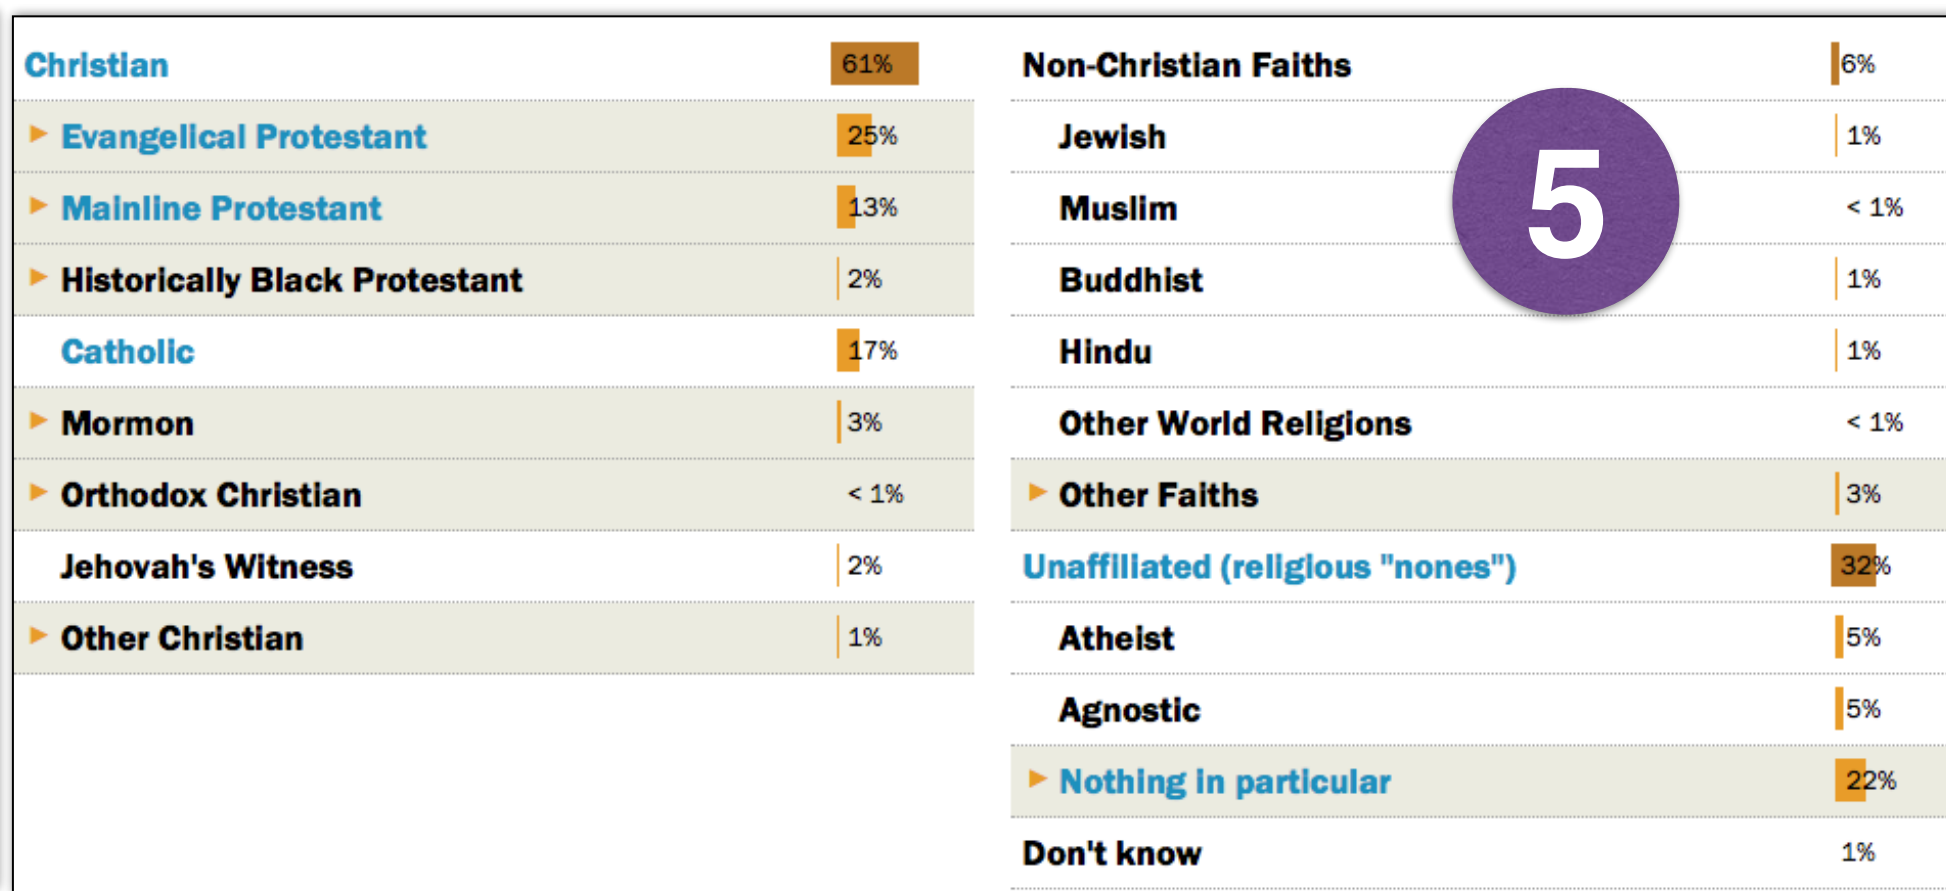 Christian 61%
Evangelical Protestant 25%
Mainline Protestant 13%
Historically Black Protestant 2%
Catholic 17%
Mormon 3%
Orthodox Christian < 1%
Jehovah's Witness 2%
Other Christian 1%
Non-Christian Faiths 6%
Jewish 1%
Muslim < 1%
Buddhist 1%
Hindu 1%
Other World Religions < 1%
Other Faiths 3%
Unaffiliated (religious "nones") 32%
Atheist 5%
Agnostic 5%
Nothing in particular 22%
Don't know 1%
5